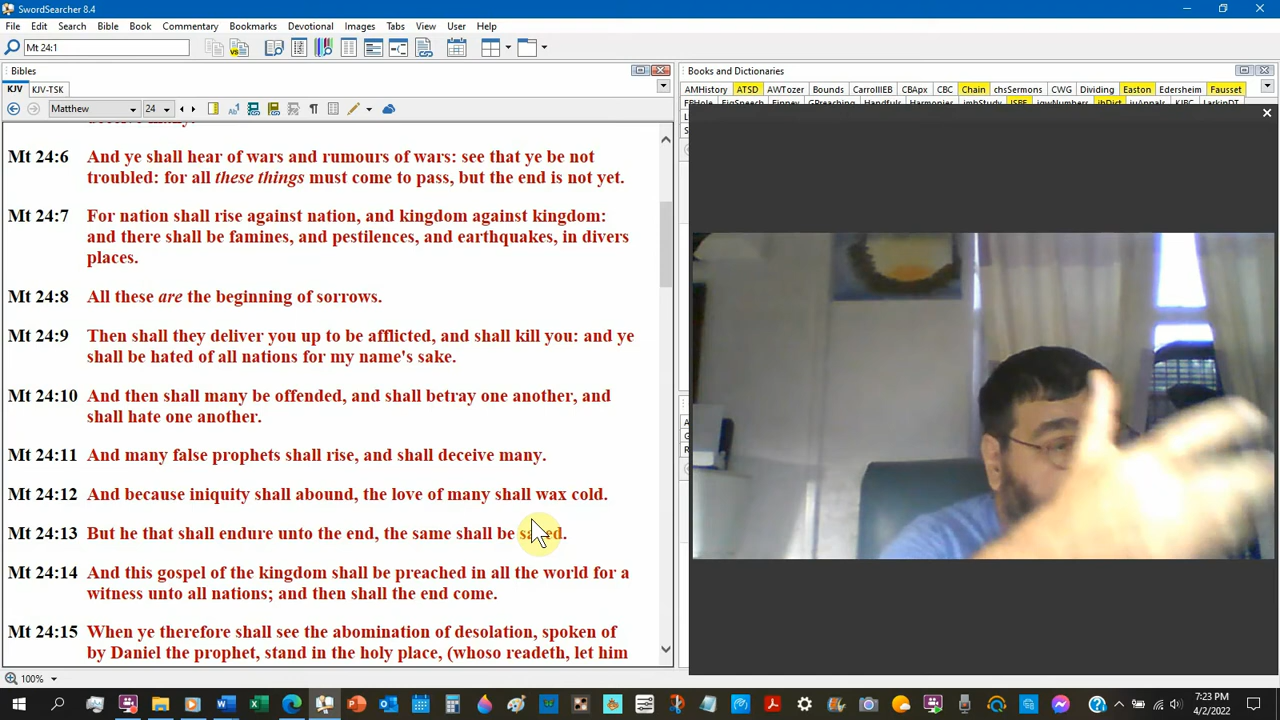 SwordSearcher 8.4
File Edit Search Bible Book Commentary Bookmarks Devotional Images Tabs View User Help
Mt 24:1
Bibles
KJV KJV-TSK
Matthew 24
Mt 24:6 And ye shall hear of wars and rumours of wars: see that ye be not
troubled: for all these things must come to pass, but the end is not yet.
Mt 24:7 For nation shall rise against nation, and kingdom against kingdom:
and there shall be famines, and pestilences, and earthquakes, in divers
places.
Mt 24:8 All these are the beginning of sorrows.
Mt 24:9 Then shall they deliver you up to be afflicted, and shall kill you: and ye
shall be hated of all nations for my name's sake.
Mt 24:10 And then shall many be offended, and shall betray one another, and
shall hate one another.
Mt 24:11 And many false prophets shall rise, and shall deceive many.
Mt 24:12 And because iniquity shall abound, the love of many shall wax cold.
Mt 24:13 But he that shall endure unto the end, the same shall be saved.
Mt 24:14 And this gospel of the kingdom shall be preached in all the world for a
witness unto all nations; and then shall the end come.
Mt 24:15 When ye therefore shall see the abomination of desolation, spoken of
by Daniel the prophet, stand in the holy place, (whoso readeth, let him
100%
Books and Dictionaries
AMHistory ATSD AWTozer Bounds CarrollIEB CBApx CBC Chain chsSermons CWG Dividing Easton Edersheim Fausset
7:23 PM
4/2/2022